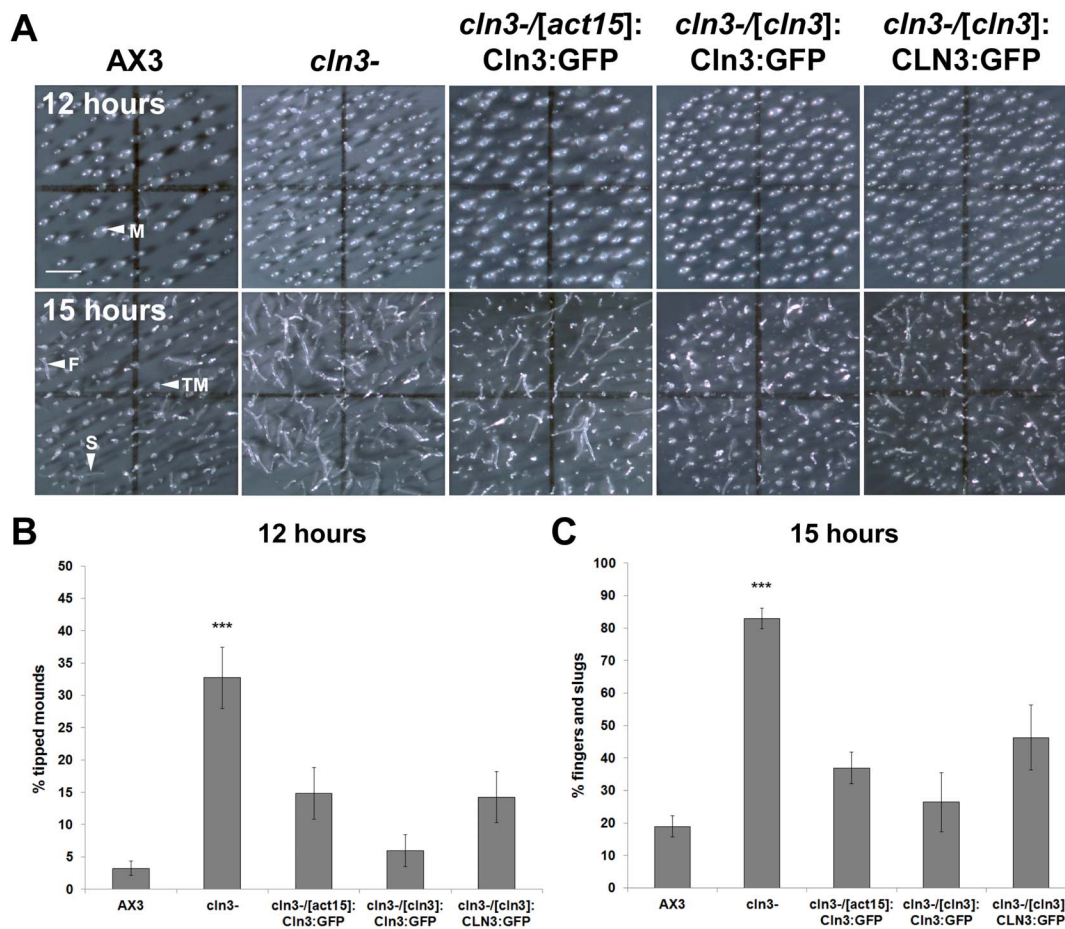 A
AX3
cln3-
cln3-/[act15]:
Cln3:GFP
cln3-/[cln3]:
Cln3:GFP
cln3-/[cln3]:
CLN3:GFP
12 hours
M
15 hours
F
TM
S
B
12 hours
% tipped mounds
50
45
40
35
30
25
20
15
10
5
0
***
AX3
cln3-
cln3-/[act15]:
Cln3:GFP
cln3-/[cln3]:
Cln3:GFP
cln3-/[cln3]:
CLN3:GFP
C
15 hours
% fingers and slugs
100
90
80
70
60
50
40
30
20
10
0
***
AX3
cln3-
cln3-/[act15]:
Cln3:GFP
cln3-/[cln3]:
Cln3:GFP
cln3-/[cln3]:
CLN3:GFP